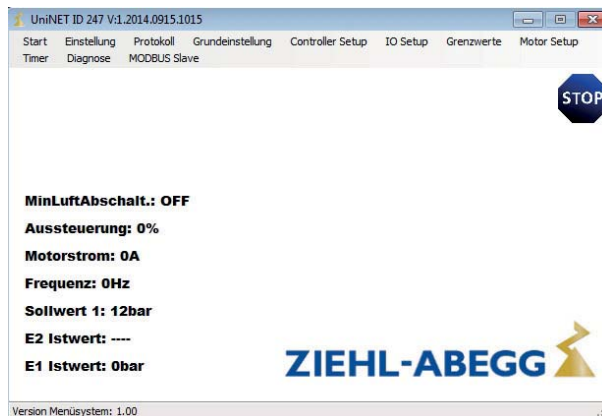 UniNET ID 247 V:1.2014.0915.1015
Start Einstellung Protokoll Grundeinstellung Controller Setup IO Setup Grenzwerte Motor Setup
Timer Diagnose MODBUS Slave
STOP
MinLuftAbschalt.: OFF
Aussteuerung: 0%
Motorstrom: 0A
Frequenz: 0Hz
Sollwert 1: 12bar
E2 Istwert: ----
E1 Istwert: 0bar
ZIEHL-ABEGG
Version Menüsystem: 1.00